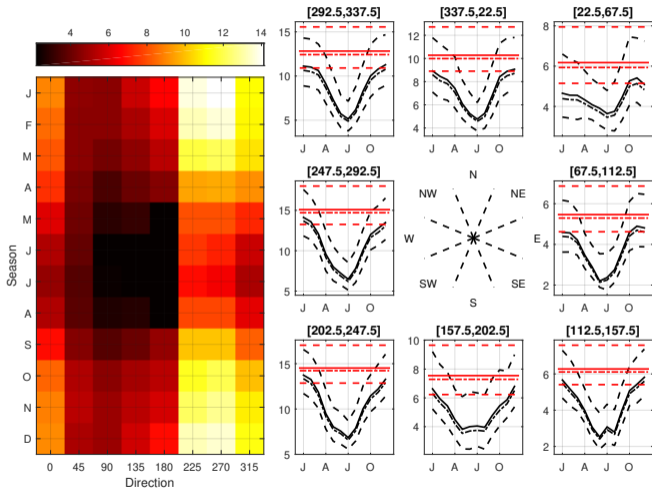 4 6 8 10 12 14
J
F
M
A
M
J
J
A
S
O
N
D
Season
0 45 90 135 180 225 270 315
Direction
[292.5,337.5]
15
10
5
J A J O
[337.5,22.5]
12
10
8
6
4
J A J O
[22.5,67.5]
8
6
4
J A J O
[247.5,292.5]
15
10
5
J A J O
N
NW NE
W E
SW SE
S
[67.5,112.5]
6
4
2
J A J O
[202.5,247.5]
15
10
5
J A J O
[157.5,202.5]
10
8
6
4
J A J O
[112.5,157.5]
6
4
2
J A J O